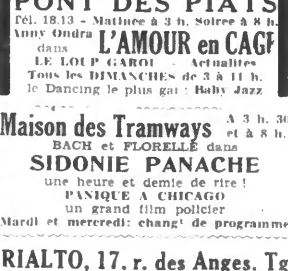 PONT DES PLATS
Tél. 18.13 - Matinée à 3 h. Soirée à 8 h.
Anny Ondra
dans L'AMOUR en CAGE
LE LOUP GAROU - Actualités
Tous les DIMANCHES de 3 à 11 h.
le Dancing le plus gai : Baby Jazz
Maison des Tramways A 3 h. 30
et à 8 h.
BACH et FLORELLE dans
SIDONIE PANACHE
une heure et demie de rire !
PANIQUE A CHICAGO
un grand film policier
Mardi et mercredi: chang' de programme
RIALTO, 17, r. des Anges. Tg